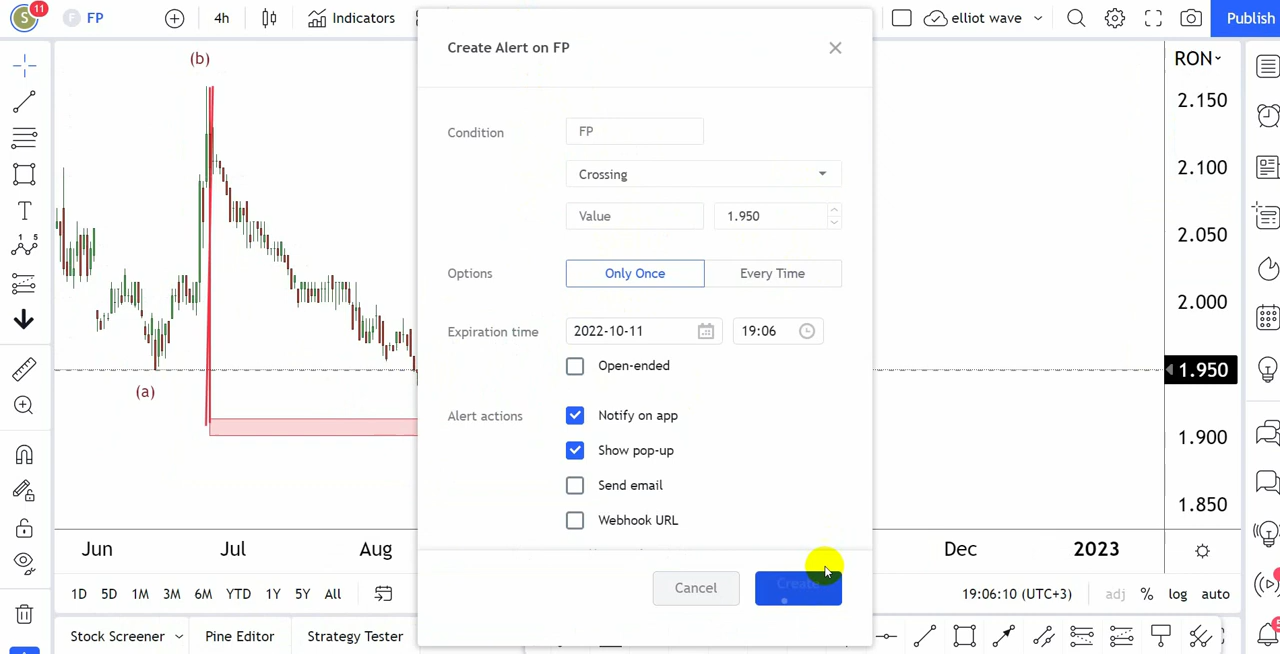 S 11 F FP 4h Indicators elliot wave Publish
Create Alert on FP
Condition FP
Crossing
Value 1.950
Options Only Once Every Time
Expiration time 2022-10-11 19:06
Open-ended
Alert actions Notify on app
Show pop-up
Send email
Webhook URL
Cancel Create
(b)
(a)
RON
2.150
2.100
2.050
2.000
1.950
1.900
1.850
Jun Jul Aug Dec 2023
1D 5D 1M 3M 6M YTD 1Y 5Y All 19:06:10 (UTC+3) adj % log auto
Stock Screener Pine Editor Strategy Tester